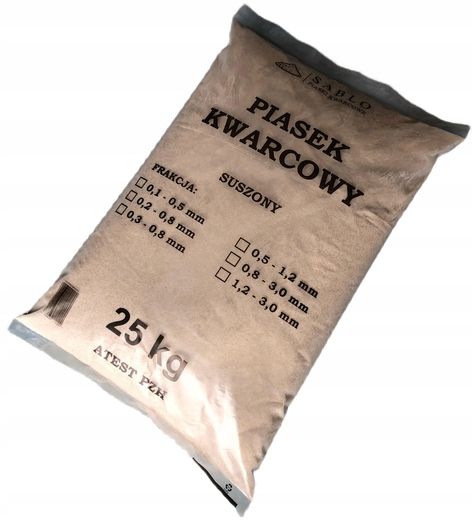 SABLO
PIASKI KWARCOWE
PIASEK
KWARCOWY
SUSZONY
FRAKCJA:
0,1 - 0,5 mm
0,2 - 0,8 mm
0,3 - 0,8 mm
0,5 - 1,2 mm
0,8 - 3,0 mm
1,2 - 3,0 mm
25 kg
ATEST PZH